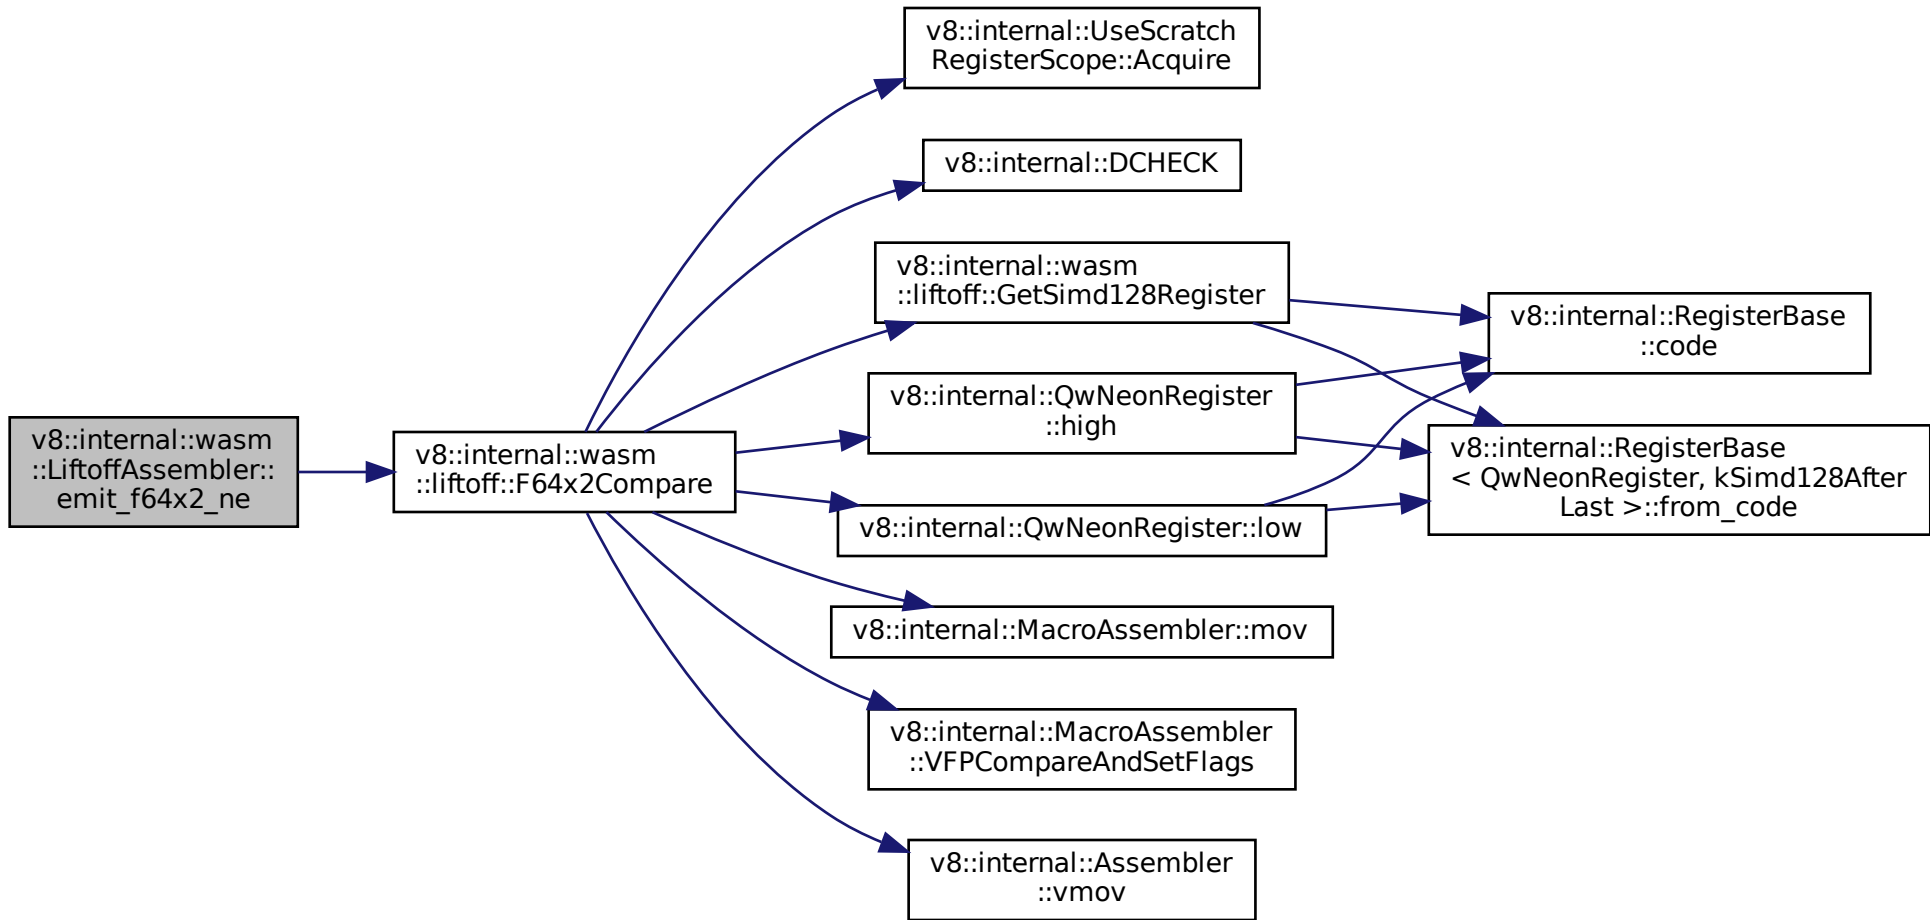 v8::internal::UseScratch
RegisterScope::Acquire
v8::internal::DCHECK
v8::internal::wasm
::liftoff::GetSimd128Register
v8::internal::RegisterBase
::code
v8::internal::QwNeonRegister
::high
v8::internal::wasm
::LiftoffAssembler::
emit_f64x2_ne
v8::internal::wasm
::liftoff::F64x2Compare
v8::internal::RegisterBase
< QwNeonRegister, kSimd128After
Last >::from_code
v8::internal::QwNeonRegister::low
v8::internal::MacroAssembler::mov
v8::internal::MacroAssembler
::VFPCompareAndSetFlags
v8::internal::Assembler
::vmov